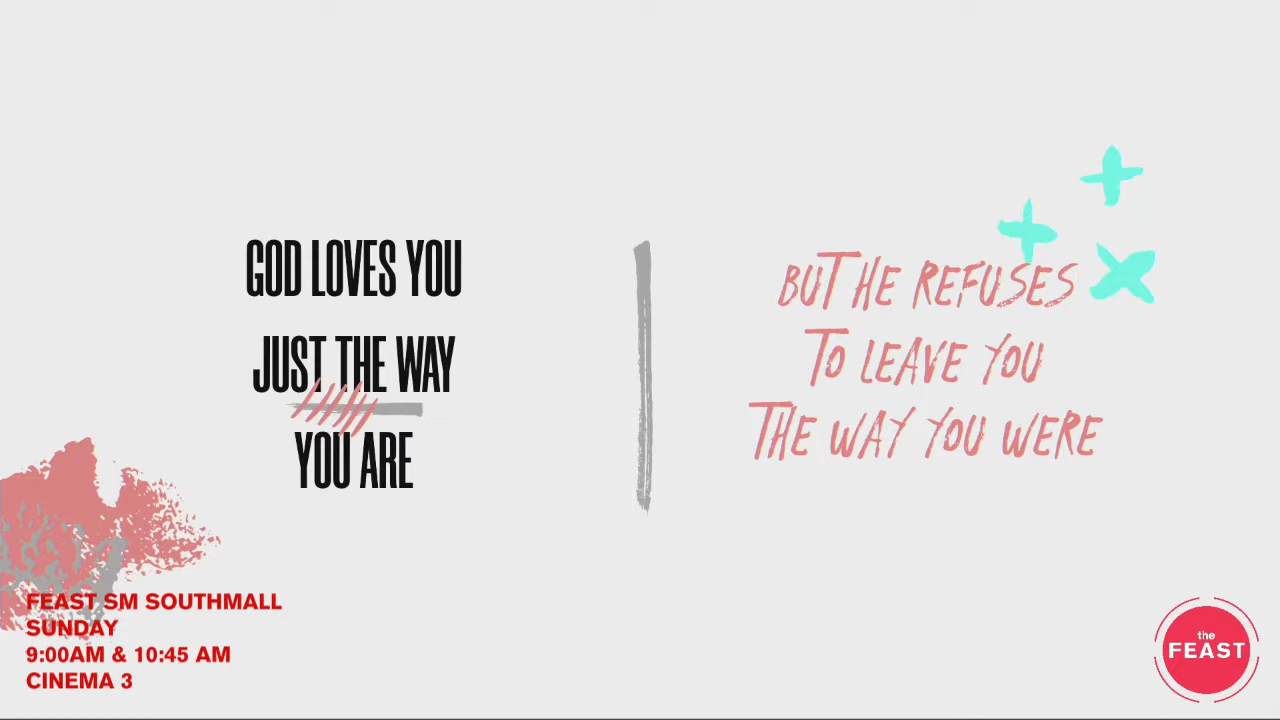 GOD LOVES YOU
JUST THE WAY
YOU ARE
BUT HE REFUSES
TO LEAVE YOU
THE WAY YOU WERE
FEAST SM SOUTHMALL
SUNDAY
9:00AM & 10:45 AM
CINEMA 3
the
FEAST